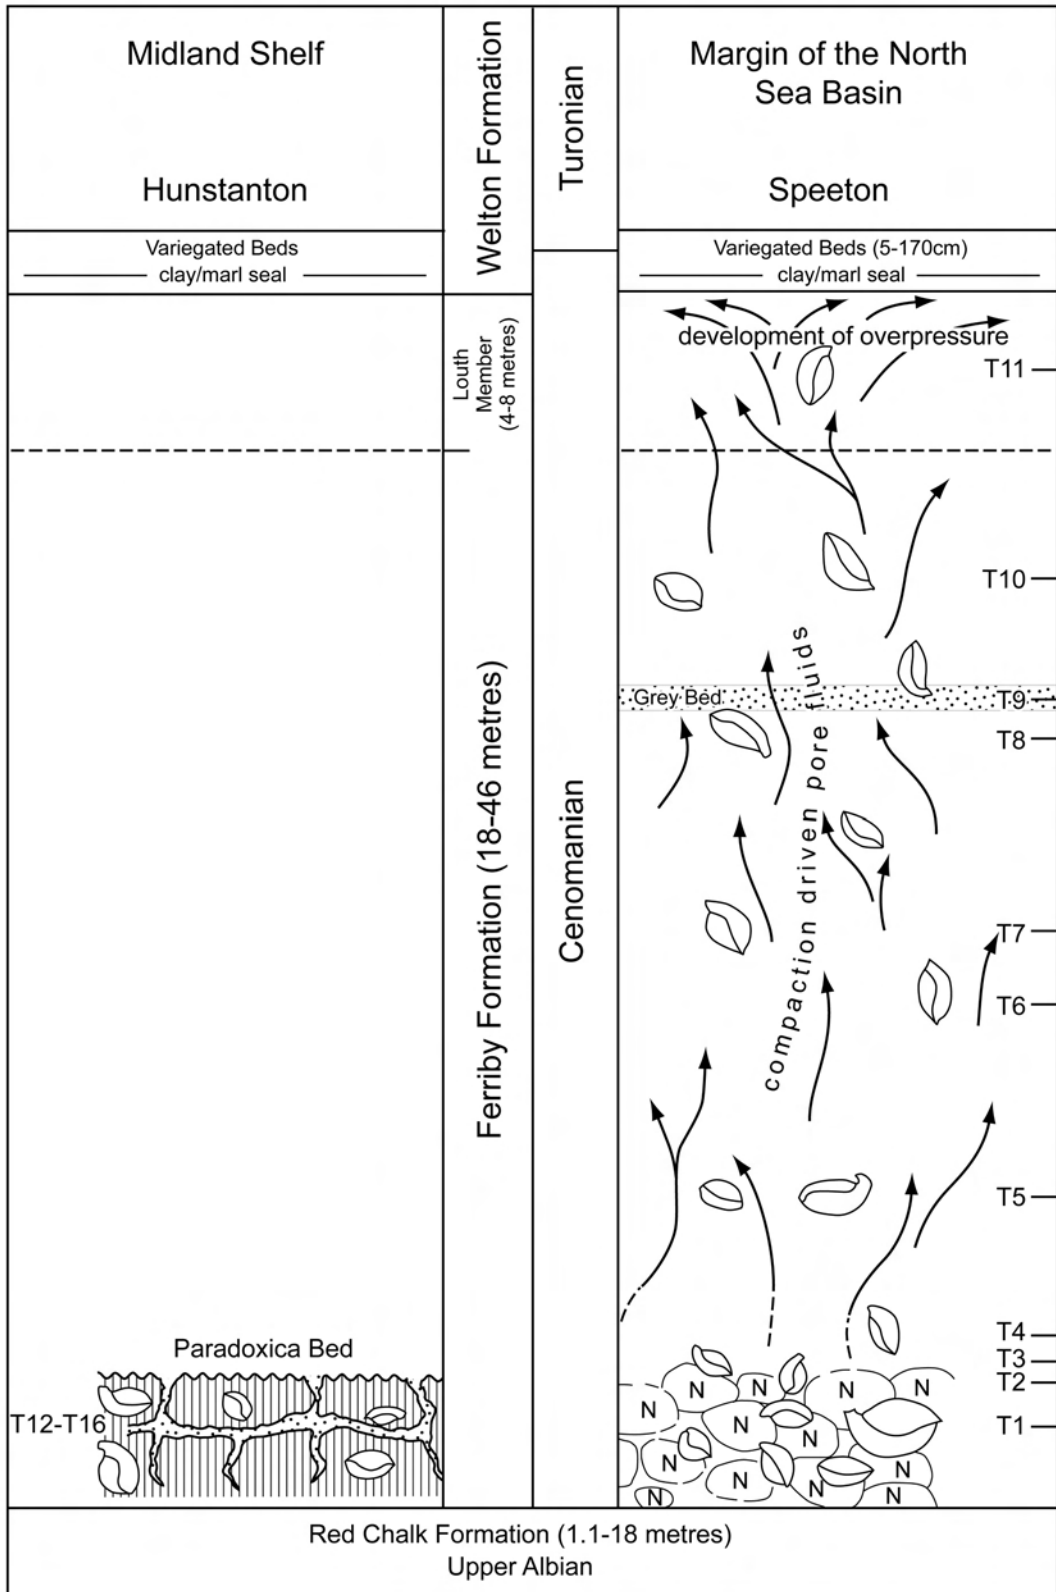 Midland Shelf
Hunstanton
Variegated Beds
clay/marl seal
Paradoxica Bed
T12-T16
Welton Formation
Louth
Member
(4-8 metres)
Ferriby Formation (18-46 metres)
Turonian
Cenomanian
Margin of the North
Sea Basin
Speeton
Variegated Beds (5-170cm)
clay/marl seal
development of overpressure
T11
T10
Grey Bed
T9
T8
compaction driven pore fluids
T7
T6
T5
T4
T3
T2
T1
N
N
N
N
N
N
N
N
N
N
N
N
N
Red Chalk Formation (1.1-18 metres)
Upper Albian